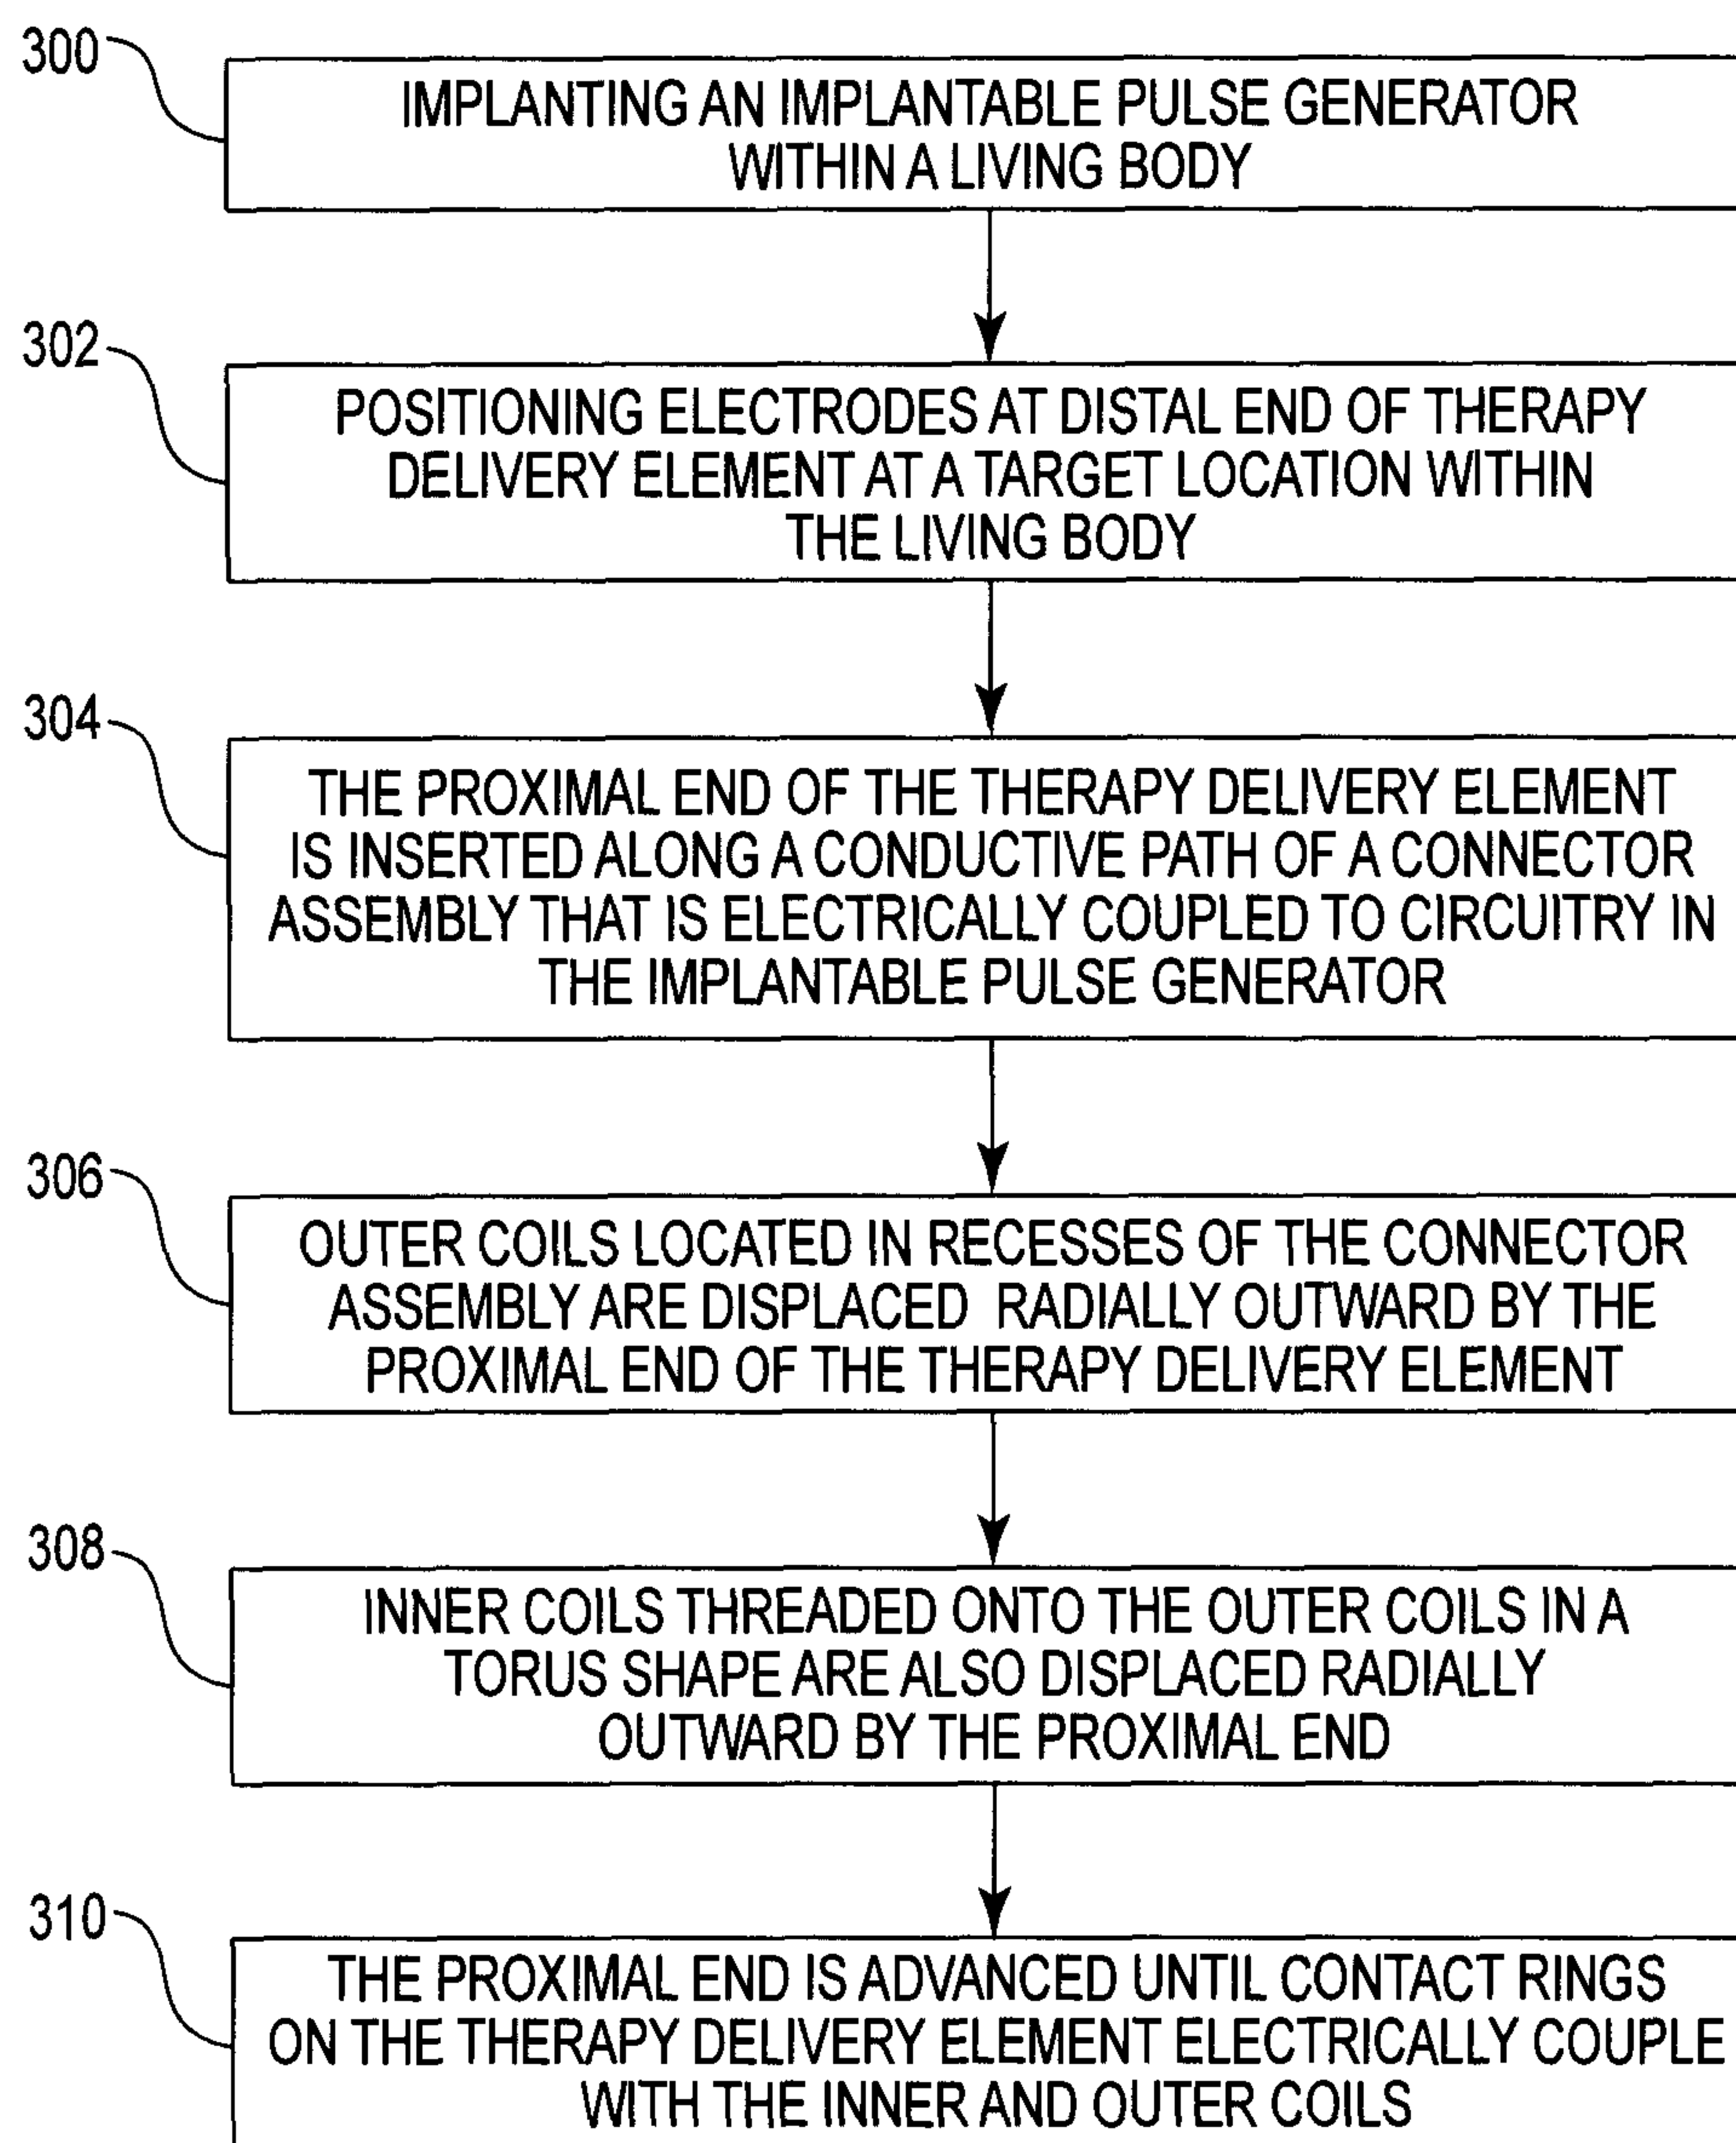 300
IMPLANTING AN IMPLANTABLE PULSE GENERATOR
WITHIN A LIVING BODY
302
POSITIONING ELECTRODES AT DISTAL END OF THERAPY
DELIVERY ELEMENT AT A TARGET LOCATION WITHIN
THE LIVING BODY
304
THE PROXIMAL END OF THE THERAPY DELIVERY ELEMENT
IS INSERTED ALONG A CONDUCTIVE PATH OF A CONNECTOR
ASSEMBLY THAT IS ELECTRICALLY COUPLED TO CIRCUITRY IN
THE IMPLANTABLE PULSE GENERATOR
306
OUTER COILS LOCATED IN RECESSES OF THE CONNECTOR
ASSEMBLY ARE DISPLACED RADIALLY OUTWARD BY THE
PROXIMAL END OF THE THERAPY DELIVERY ELEMENT
308
INNER COILS THREADED ONTO THE OUTER COILS IN A
TORUS SHAPE ARE ALSO DISPLACED RADIALLY
OUTWARD BY THE PROXIMAL END
310
THE PROXIMAL END IS ADVANCED UNTIL CONTACT RINGS
ON THE THERAPY DELIVERY ELEMENT ELECTRICALLY COUPLE
WITH THE INNER AND OUTER COILS